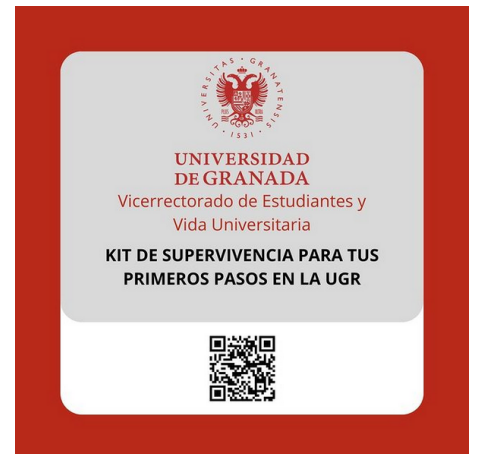 UNIVERSITAS · GRANATENSIS · 1531 ·
UNIVERSIDAD
DE GRANADA
Vicerrectorado de Estudiantes y
Vida Universitaria
KIT DE SUPERVIVENCIA PARA TUS
PRIMEROS PASOS EN LA UGR